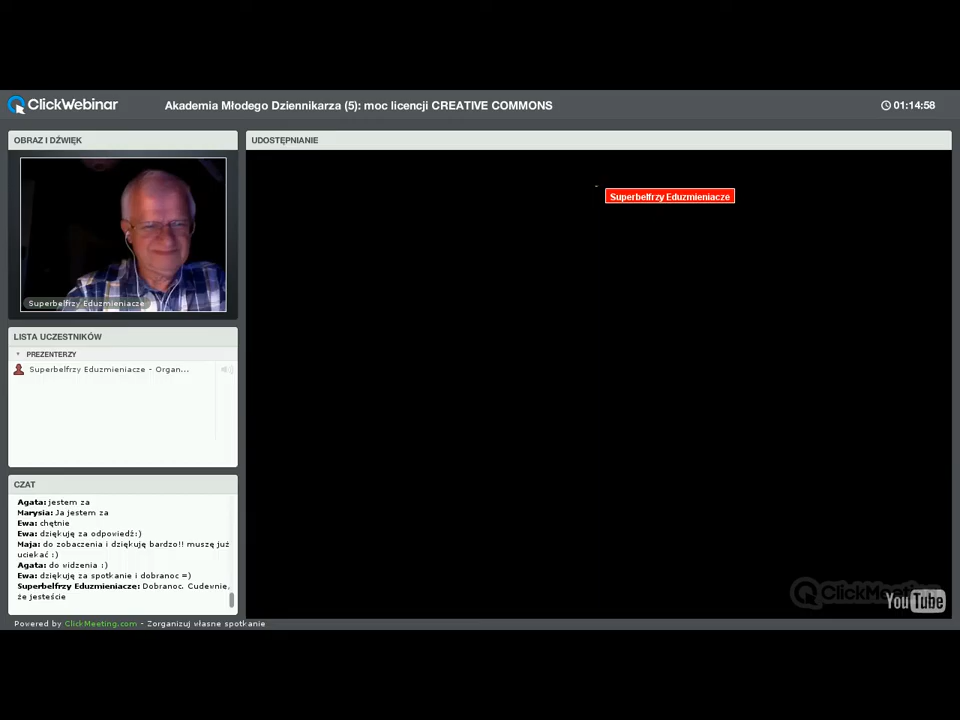 ClickWebinar
Akademia Młodego Dziennikarza (5): moc licencji CREATIVE COMMONS
01:14:58
OBRAZ I DŹWIĘK
Superbelfrzy Eduzmieniacze
LISTA UCZESTNIKÓW
PREZENTERZY
Superbelfrzy Eduzmieniacze - Organ...
CZAT
Agata: jestem za
Marysia: Ja jestem za
Ewa: chętnie
Ewa: dziękuję za odpowiedź:)
Maja: do zobaczenia i dziękuję bardzo!! muszę już
uciekać :)
Agata: do widzenia :)
Ewa: dziękuję za spotkanie i dobranoc =)
Superbelfrzy Eduzmieniacze: Dobranoc. Cudevnie,
że jesteście
UDOSTĘPNIANIE
Superbelfrzy Eduzmieniacze
ClickMeeting
YouTube
Powered by ClickMeeting.com - Zorganizuj własne spotkanie